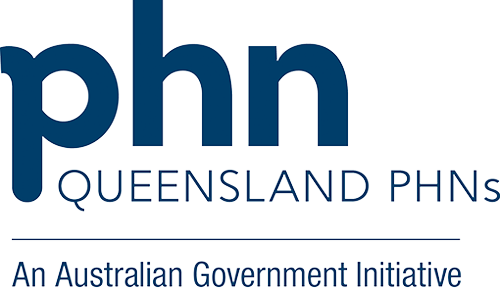 phn
QUEENSLAND PHNs
An Australian Government Initiative